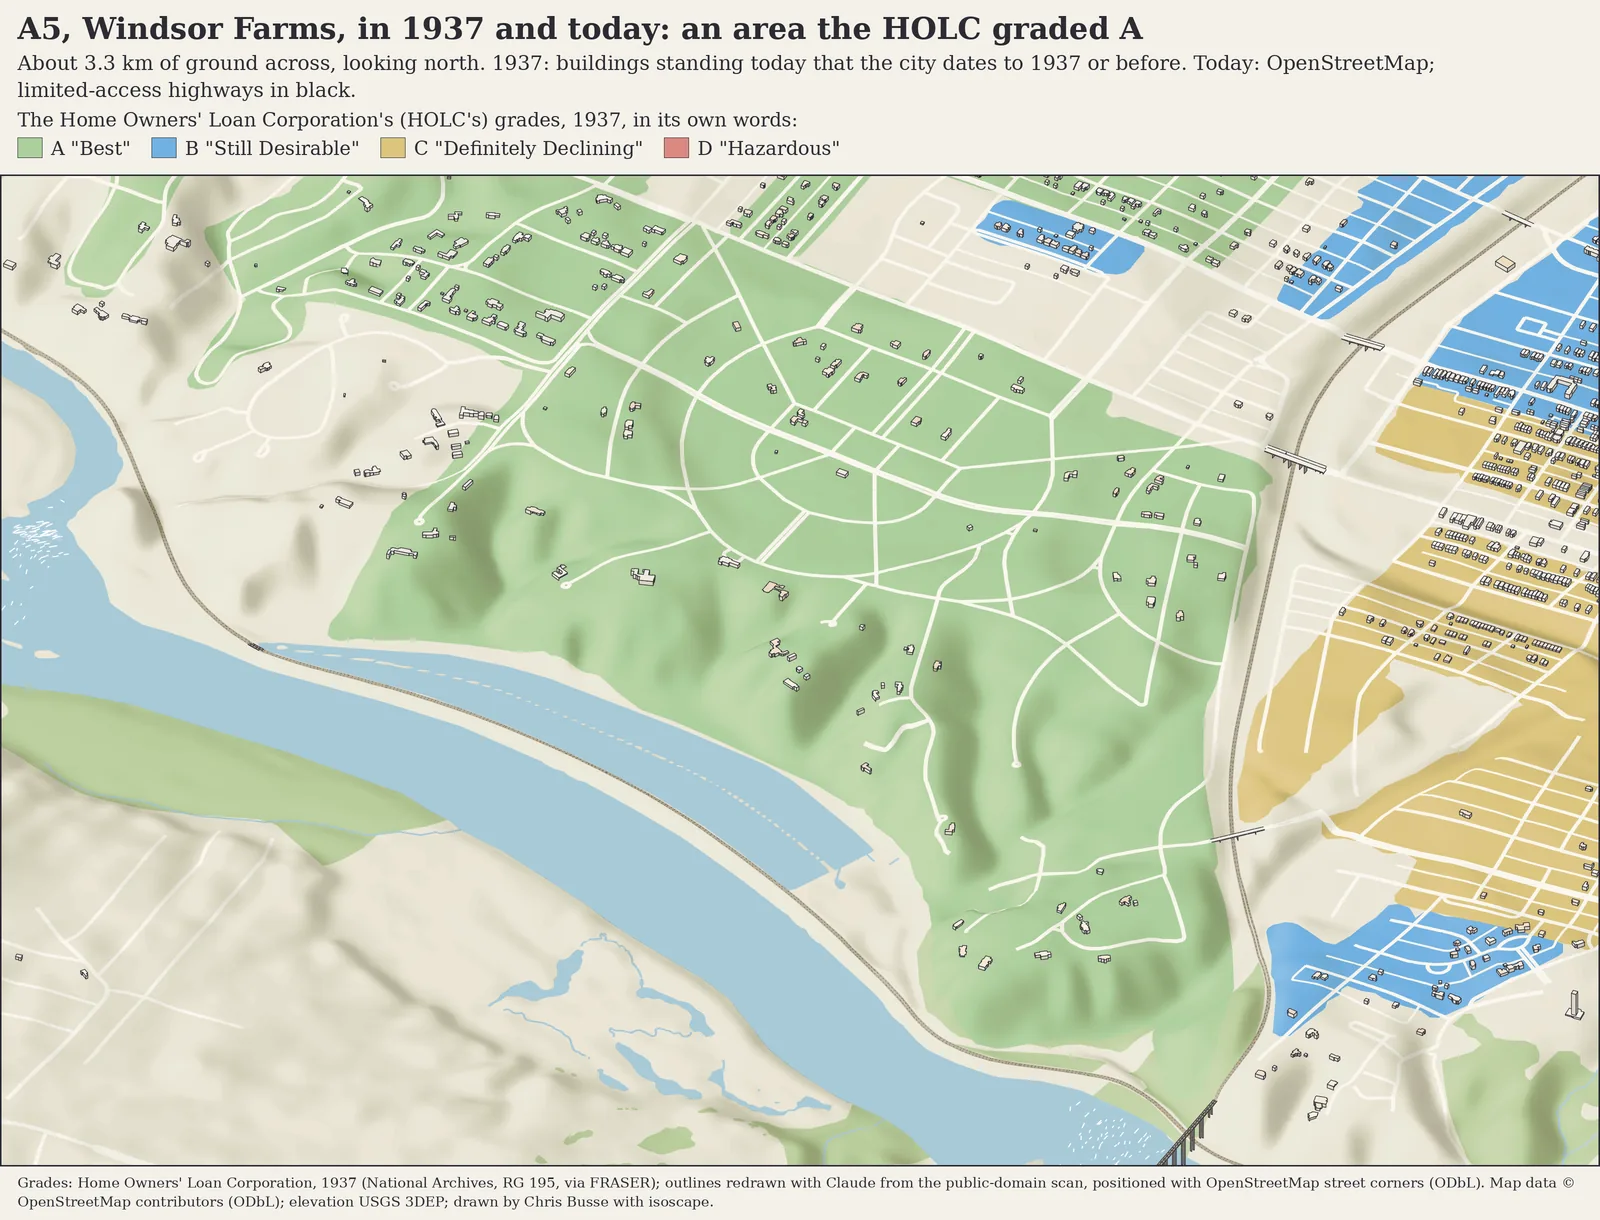 A5, Windsor Farms, in 1937 and today: an area the HOLC graded A
About 3.3 km of ground across, looking north. 1937: buildings standing today that the city dates to 1937 or before. Today: OpenStreetMap;
limited-access highways in black.
The Home Owners' Loan Corporation's (HOLC's) grades, 1937, in its own words:
A "Best" B "Still Desirable" C "Definitely Declining" D "Hazardous"
Grades: Home Owners' Loan Corporation, 1937 (National Archives, RG 195, via FRASER); outlines redrawn with Claude from the public-domain scan, positioned with OpenStreetMap street corners (ODbL). Map data ©
OpenStreetMap contributors (ODbL); elevation USGS 3DEP; drawn by Chris Busse with isoscape.